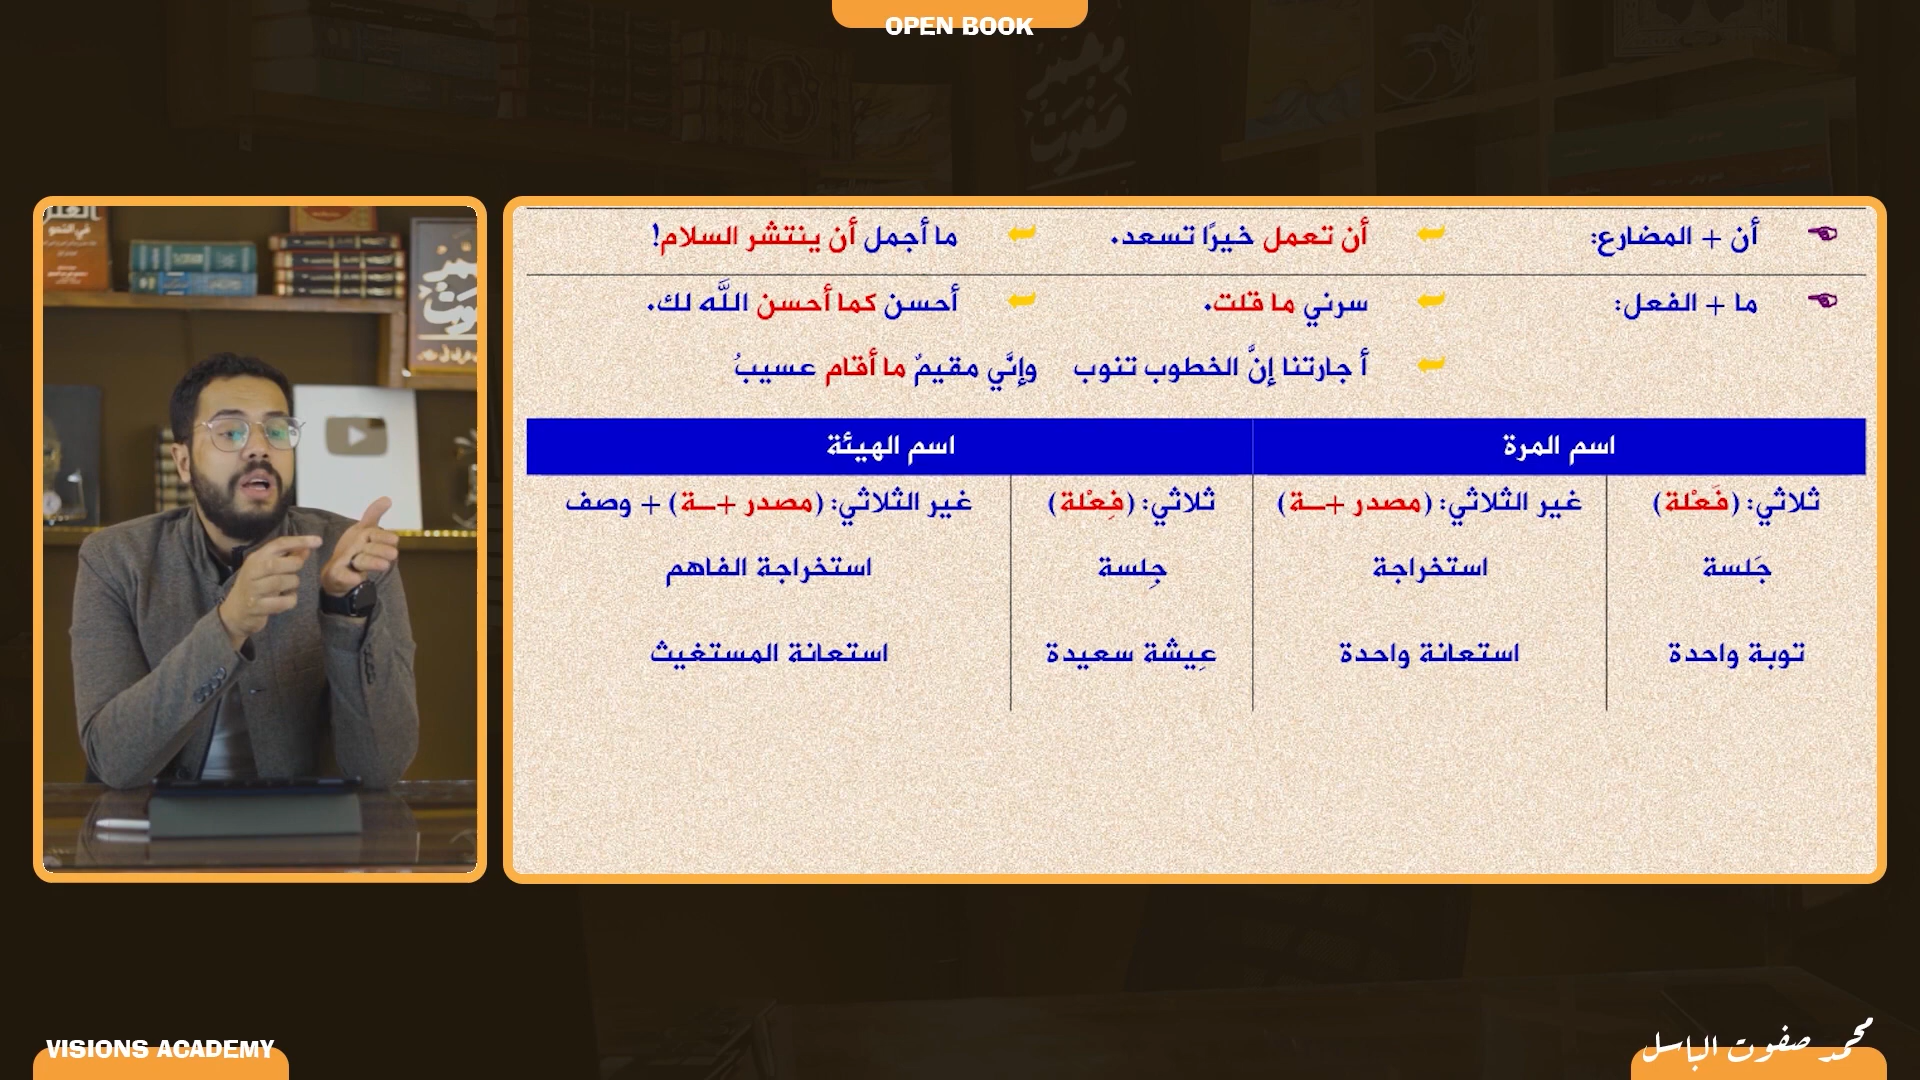 OPEN BOOK
أن + المضارع: أن تعمل خيرًا تسعد. ما أجمل أن ينتشر السلام!
ما + الفعل: سرني ما قلت. أحسن كما أحسن اللَّه لك.
أ جارتنا إنَّ الخطوب تنوب وإنَّي مقيمٌ ما أقام عسيبُ
اسم المرة اسم الهيئة
ثلاثي: (فَعْلة) غير الثلاثي: (مصدر +ــة) ثلاثي: (فِعْلة) غير الثلاثي: (مصدر +ــة) + وصف
جَلسة استخراجة جِلسة استخراجة الفاهم
توبة واحدة استعانة واحدة عِيشة سعيدة استعانة المستغيث
VISIONS ACADEMY محمد صفوت الباسل